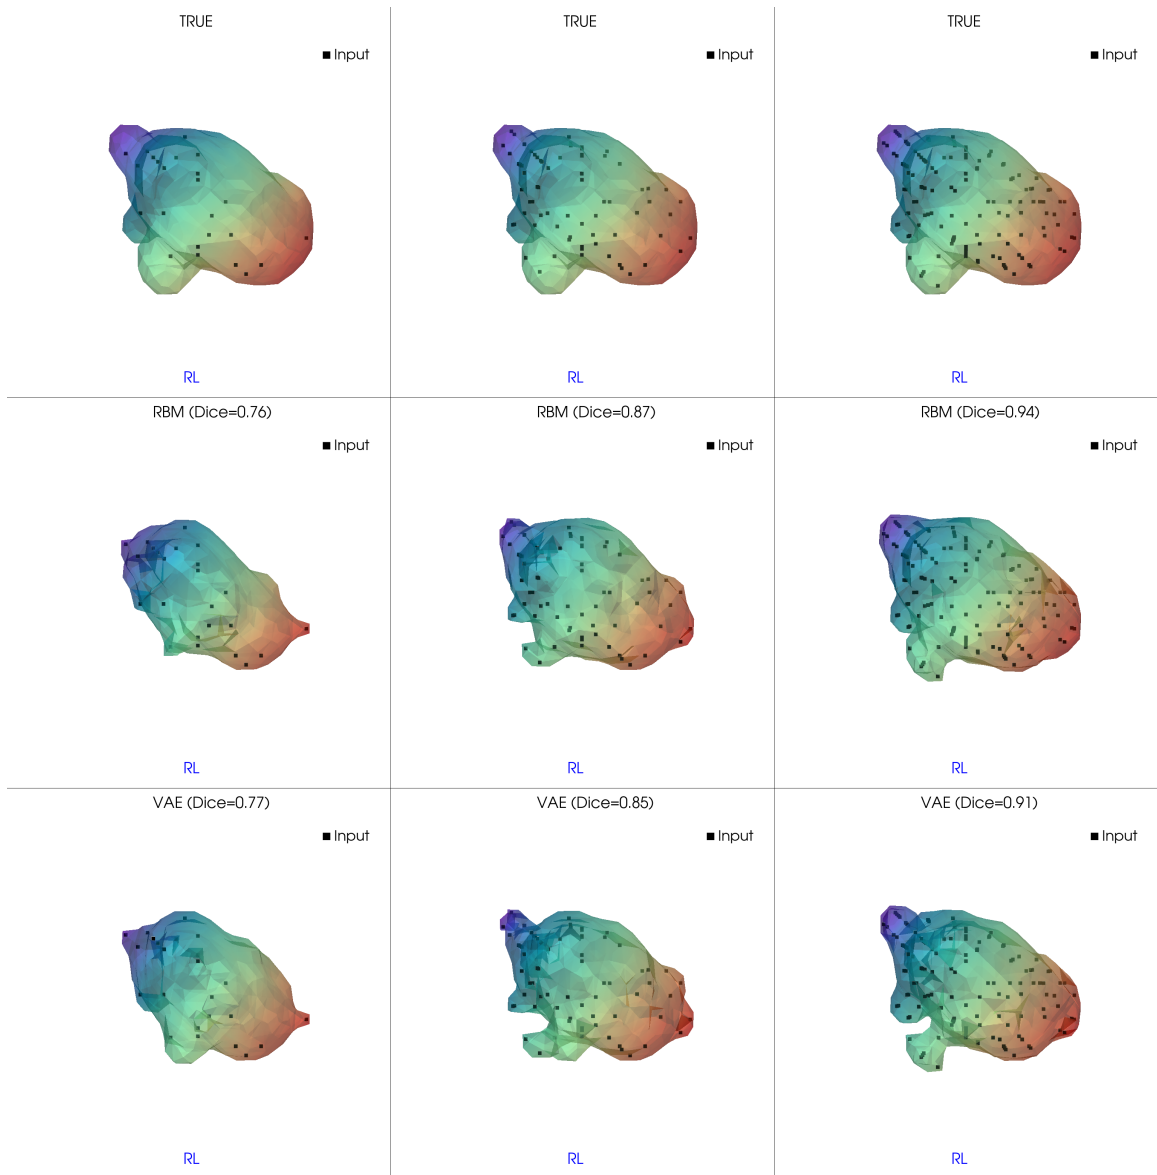 TRUE
Input
RL
TRUE
Input
RL
TRUE
Input
RL
RBM (Dice=0.76)
Input
RL
RBM (Dice=0.87)
Input
RL
RBM (Dice=0.94)
Input
RL
VAE (Dice=0.77)
Input
RL
VAE (Dice=0.85)
Input
RL
VAE (Dice=0.91)
Input
RL